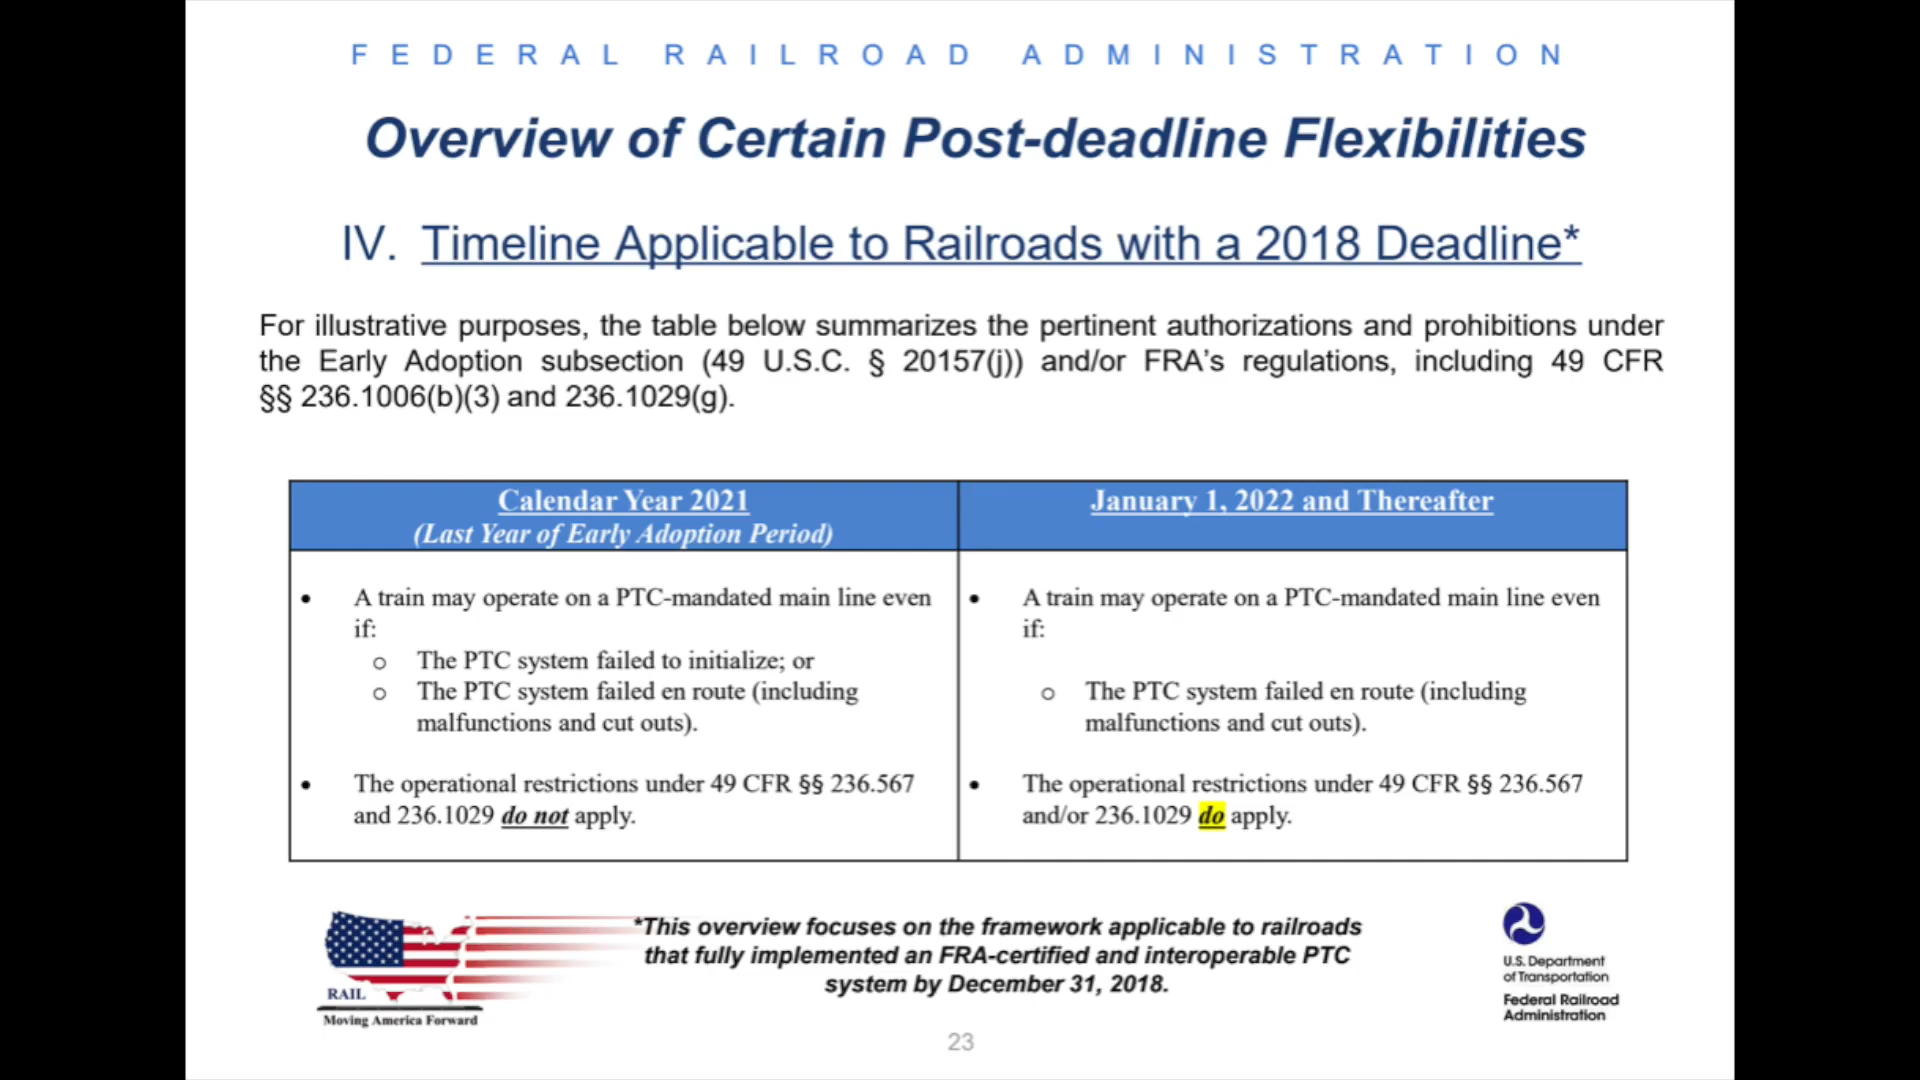 FEDERAL RAILROAD ADMINISTRATION
Overview of Certain Post-deadline Flexibilities
IV. Timeline Applicable to Railroads with a 2018 Deadline*
For illustrative purposes, the table below summarizes the pertinent authorizations and prohibitions under
the Early Adoption subsection (49 U.S.C. § 20157(j)) and/or FRA's regulations, including 49 CFR
§§ 236.1006(b)(3) and 236.1029(g).
Calendar Year 2021
(Last Year of Early Adoption Period)
• A train may operate on a PTC-mandated main line even
if:
o The PTC system failed to initialize; or
o The PTC system failed en route (including
malfunctions and cut outs).
• The operational restrictions under 49 CFR §§ 236.567
and 236.1029 do not apply.
January 1, 2022 and Thereafter
• A train may operate on a PTC-mandated main line even
if:
o The PTC system failed en route (including
malfunctions and cut outs).
• The operational restrictions under 49 CFR §§ 236.567
and/or 236.1029 do apply.
RAIL
Moving America Forward
*This overview focuses on the framework applicable to railroads
that fully implemented an FRA-certified and interoperable PTC
system by December 31, 2018.
U.S. Department
of Transportation
Federal Railroad
Administration
23